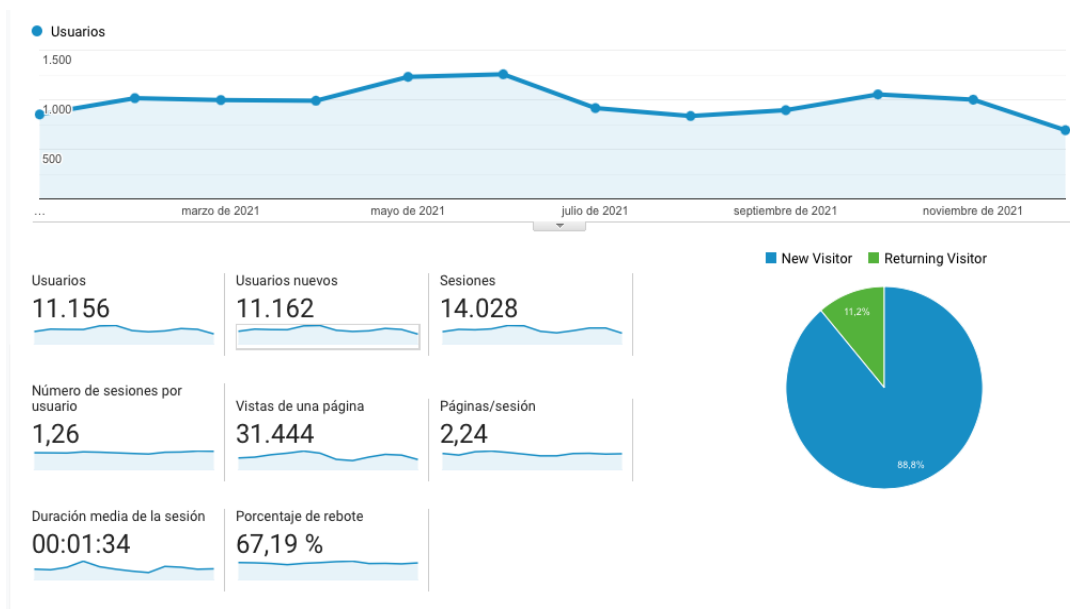 Usuarios
1.500
1.000
500
...
marzo de 2021
mayo de 2021
julio de 2021
septiembre de 2021
noviembre de 2021
New Visitor
Returning Visitor
11,2%
88,8%
Usuarios
11.156
Usuarios nuevos
11.162
Sesiones
14.028
Número de sesiones por
usuario
1,26
Vistas de una página
31.444
Páginas/sesión
2,24
Duración media de la sesión
00:01:34
Porcentaje de rebote
67,19 %